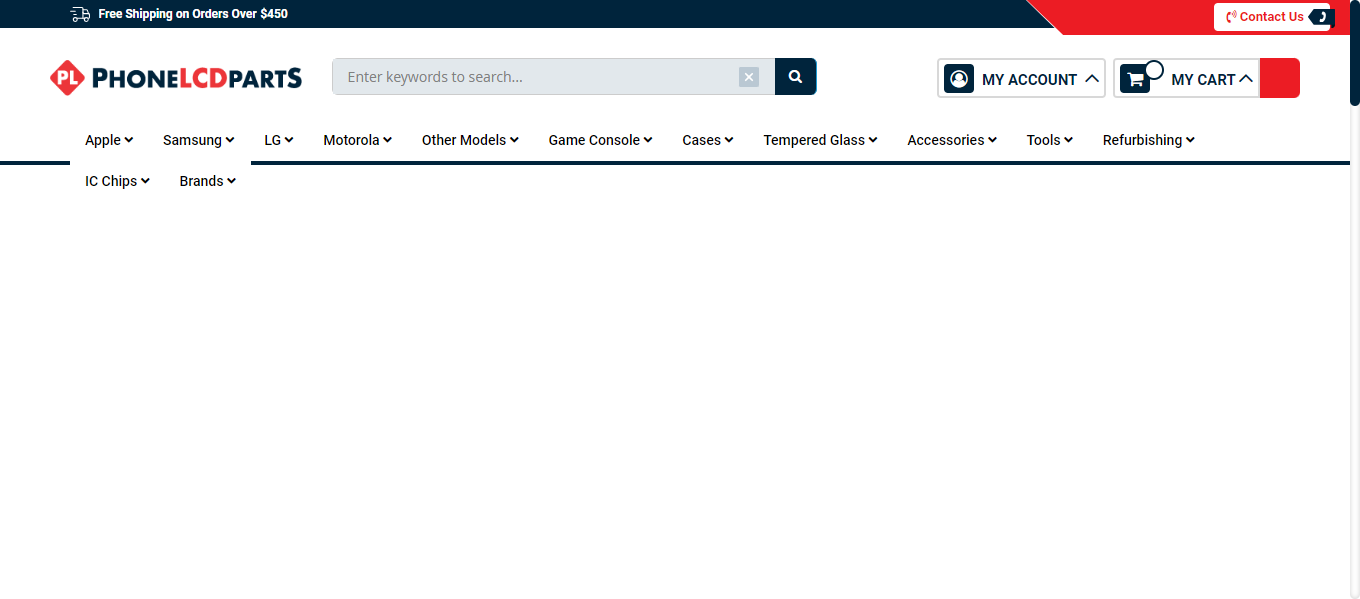 Free Shipping on Orders Over $450
Contact Us
PL PHONELCDPARTS
Enter keywords to search...
MY ACCOUNT
MY CART
Apple Samsung LG Motorola Other Models Game Console Cases Tempered Glass Accessories Tools Refurbishing
IC Chips Brands